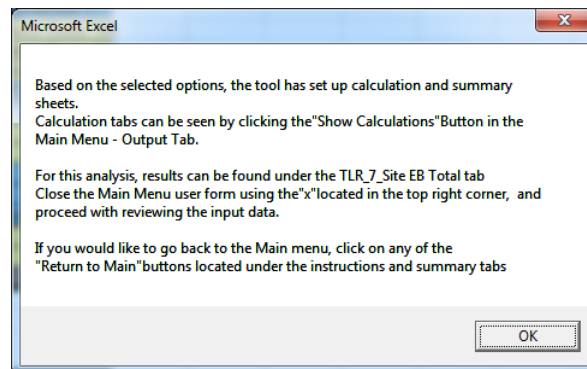 Microsoft Excel
Based on the selected options, the tool has set up calculation and summary
sheets.
Calculation tabs can be seen by clicking the"Show Calculations"Button in the
Main Menu - Output Tab.
For this analysis, results can be found under the TLR_7_Site EB Total tab
Close the Main Menu user form using the"x"located in the top right corner,  and
proceed with reviewing the input data.
If you would like to go back to the Main menu, click on any of the
"Return to Main"buttons located under the instructions and summary tabs
OK